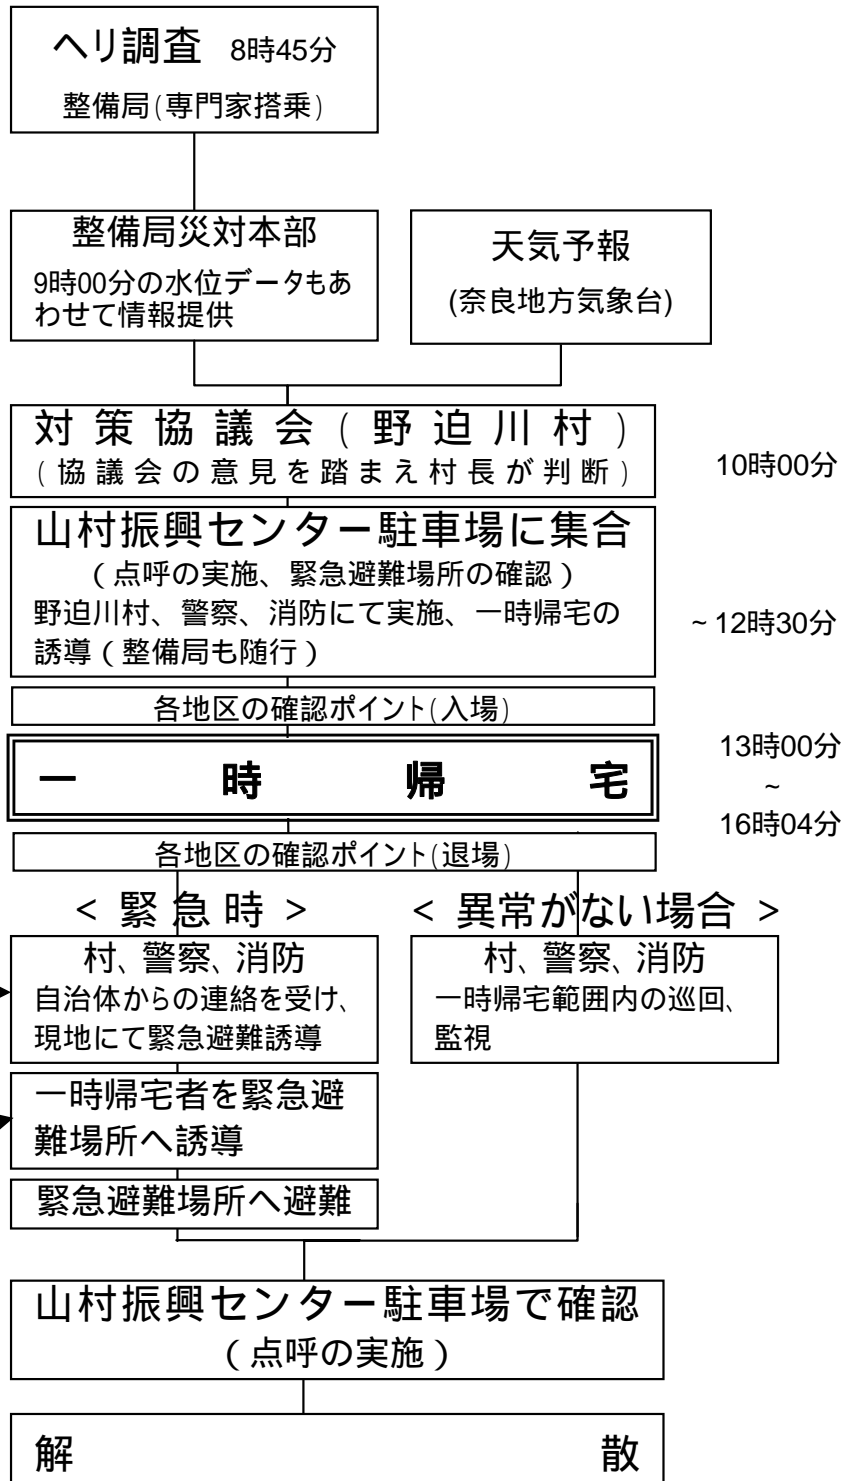 ヘリ調査 8時45分
整備局(専門家搭乗)
整備局災対本部
9時00分の水位データもあ
わせて情報提供
天気予報
(奈良地方気象台)
対策協議会(野迫川村)
(協議会の意見を踏まえ村長が判断)
10時00分
山村振興センター駐車場に集合
(点呼の実施、緊急避難場所の確認)
野迫川村、警察、消防にて実施、一時帰宅の
誘導(整備局も随行)
~12時30分
各地区の確認ポイント(入場)
一時帰宅
13時00分
~
16時04分
各地区の確認ポイント(退場)
<緊急時>
村、警察、消防
自治体からの連絡を受け、
現地にて緊急避難誘導
一時帰宅者を緊急避
難場所へ誘導
緊急避難場所へ避難
<異常がない場合>
村、警察、消防
一時帰宅範囲内の巡回、
監視
山村振興センター駐車場で確認
(点呼の実施)
解散